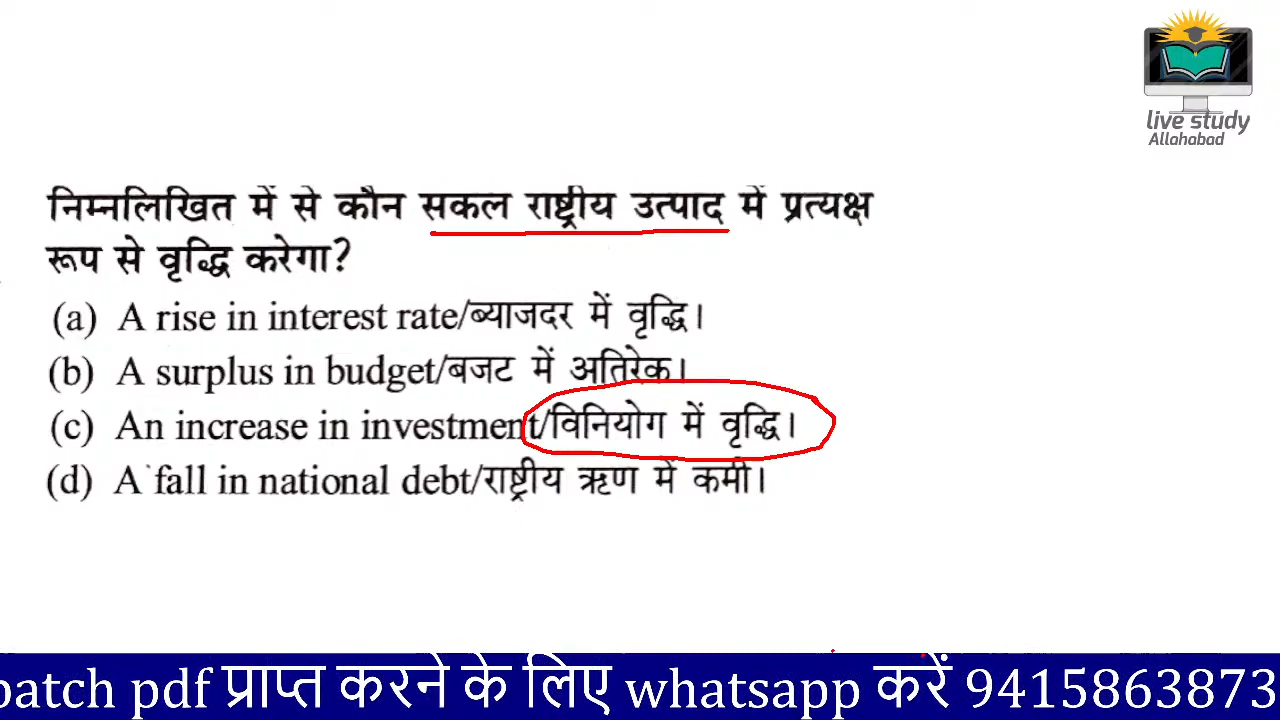 live study
Allahabad
निम्नलिखित में से कौन सकल राष्ट्रीय उत्पाद में प्रत्यक्ष
रूप से वृद्धि करेगा?
(a) A rise in interest rate/ब्याजदर में वृद्धि।
(b) A surplus in budget/बजट में अतिरेक।
(c) An increase in investment/विनियोग में वृद्धि।
(d) A fall in national debt/राष्ट्रीय ऋण में कमी।
patch pdf प्राप्त करने के लिए whatsapp करें 9415863873